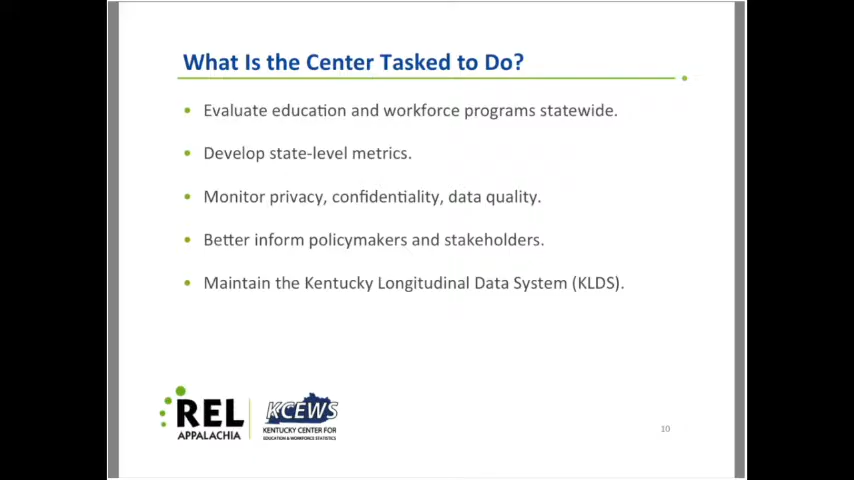 What Is the Center Tasked to Do?
• Evaluate education and workforce programs statewide.
• Develop state-level metrics.
• Monitor privacy, confidentiality, data quality.
• Better inform policymakers and stakeholders.
• Maintain the Kentucky Longitudinal Data System (KLDS).
REL
APPALACHIA
KCEWS
KENTUCKY CENTER FOR
EDUCATION & WORKFORCE STATISTICS
10